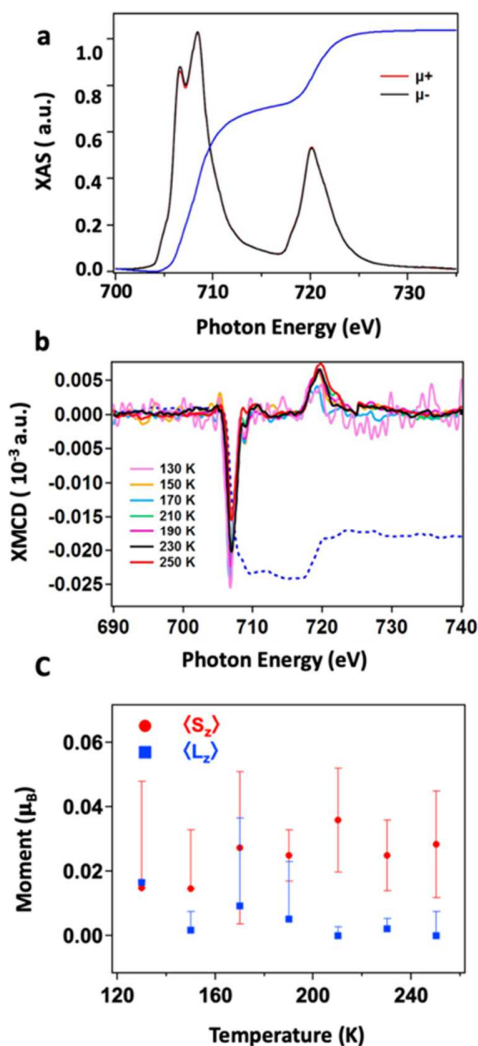 a
1.0
0.8
0.6
0.4
0.2
0.0
XAS ( a.u.)
μ+
μ-
700 710 720 730
Photon Energy (eV)
b
0.005
0.000
-0.005
-0.010
-0.015
-0.020
-0.025
XMCD ( 10⁻³ a.u.)
130 K
150 K
170 K
210 K
190 K
230 K
250 K
690 700 710 720 730 740
Photon Energy (eV)
c
⟨S_z⟩
⟨L_z⟩
0.06
0.04
0.02
0.00
Moment (μ_B)
120 160 200 240
Temperature (K)